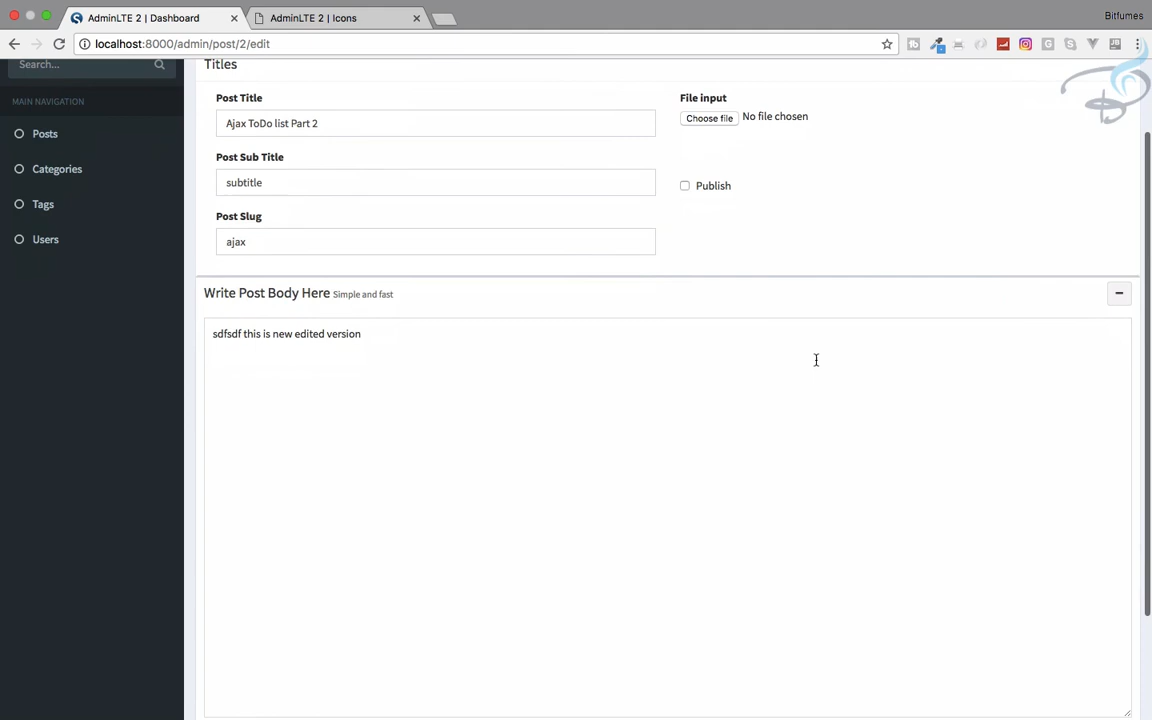 AdminLTE 2 | Dashboard
AdminLTE 2 | Icons
Bitfumes
localhost:8000/admin/post/2/edit
Search...
Titles
MAIN NAVIGATION
Posts
Categories
Tags
Users
Post Title
File input
Ajax ToDo list Part 2
Choose file No file chosen
Post Sub Title
subtitle
Publish
Post Slug
ajax
Write Post Body Here Simple and fast
sdfsdf this is new edited version